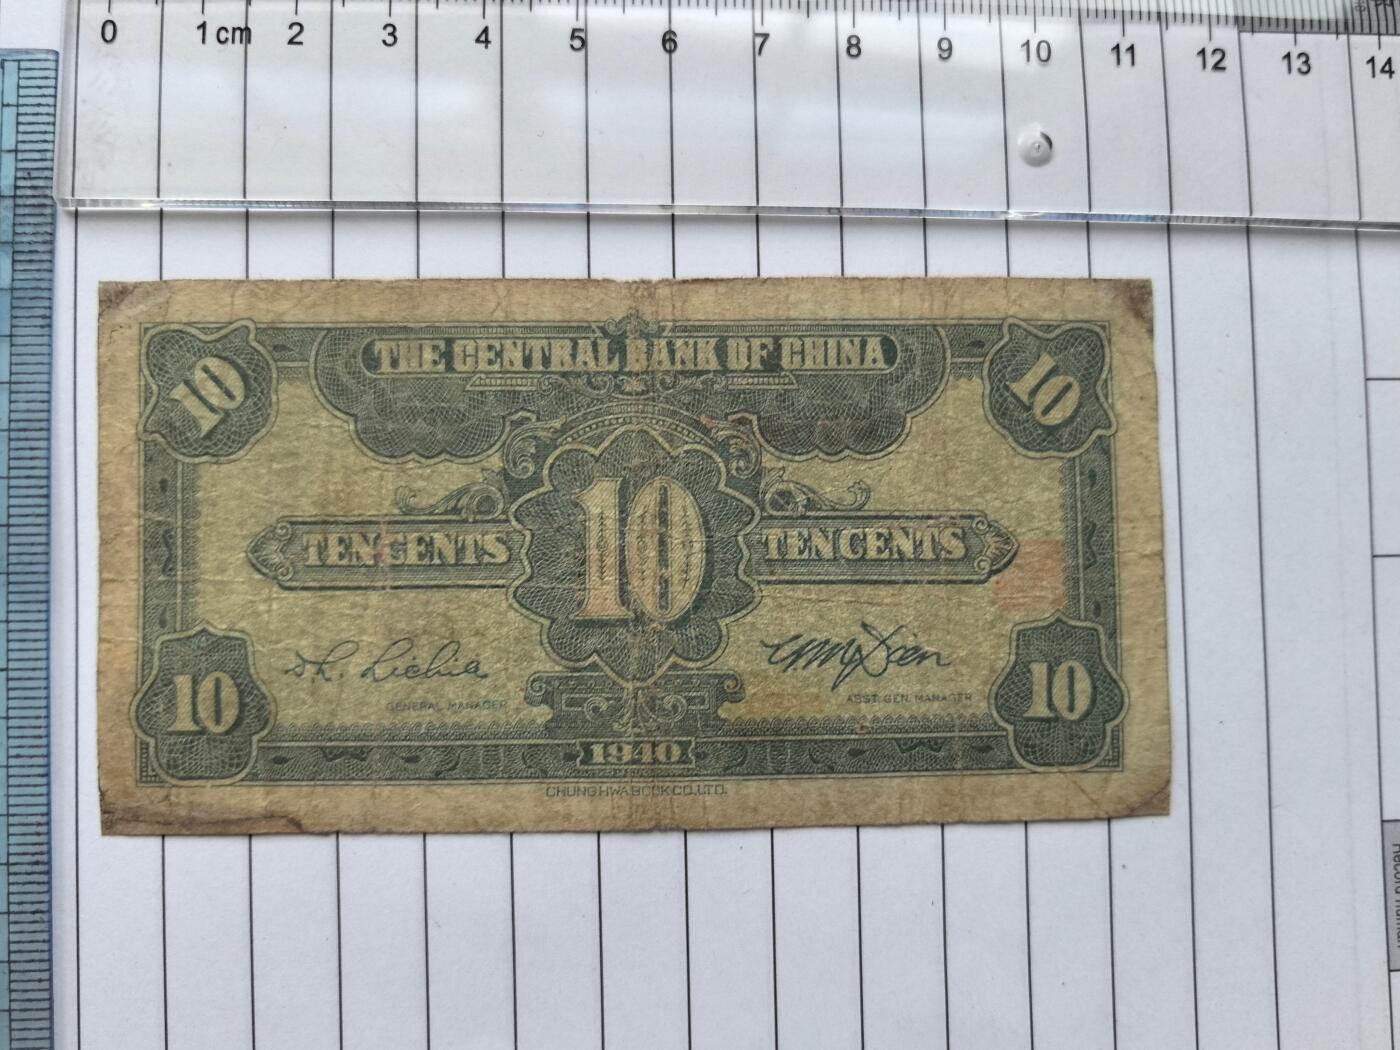 0 1 cm 2 3 4 5 6 7 8 9 10 11 12 13 14
THE CENTRAL BANK OF CHINA
10 10
10
TEN CENTS TEN CENTS
10 10
GENERAL MANAGER ASST. GEN. MANAGER
1940
CHUNG HWA BOOK CO., LTD.